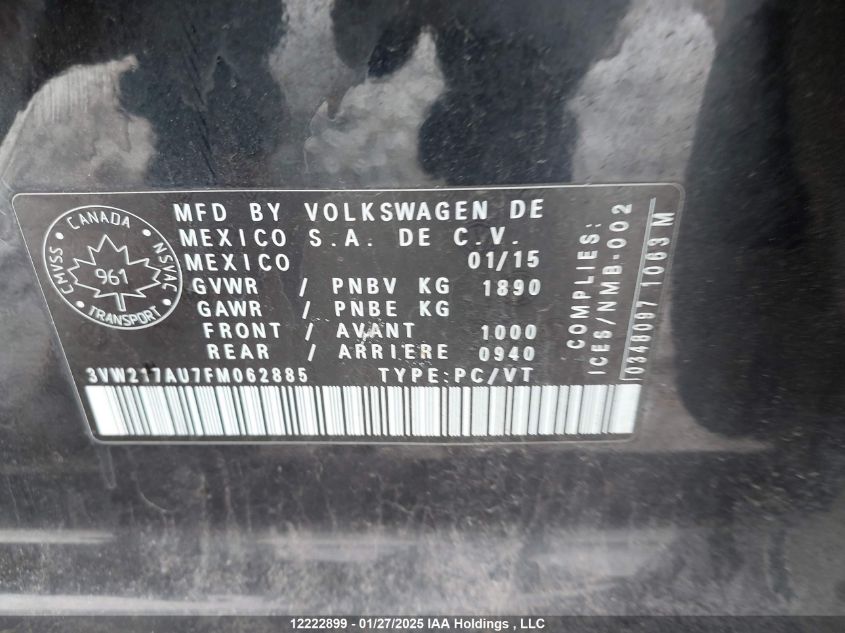 CANADA
CMVSS
NSVAC
961
TRANSPORT
MFD BY VOLKSWAGEN DE
MEXICO S.A. DE C.V.
MEXICO 01/15
GVWR / PNBV KG 1890
GAWR / PNBE KG
FRONT / AVANT 1000
REAR / ARRIERE 0940
3VW217AU7FM062885 TYPE:PC/VT
COMPLIES:
ICES/NMB-002
0348097 1063 M
12222899 - 01/27/2025 IAA Holdings , LLC